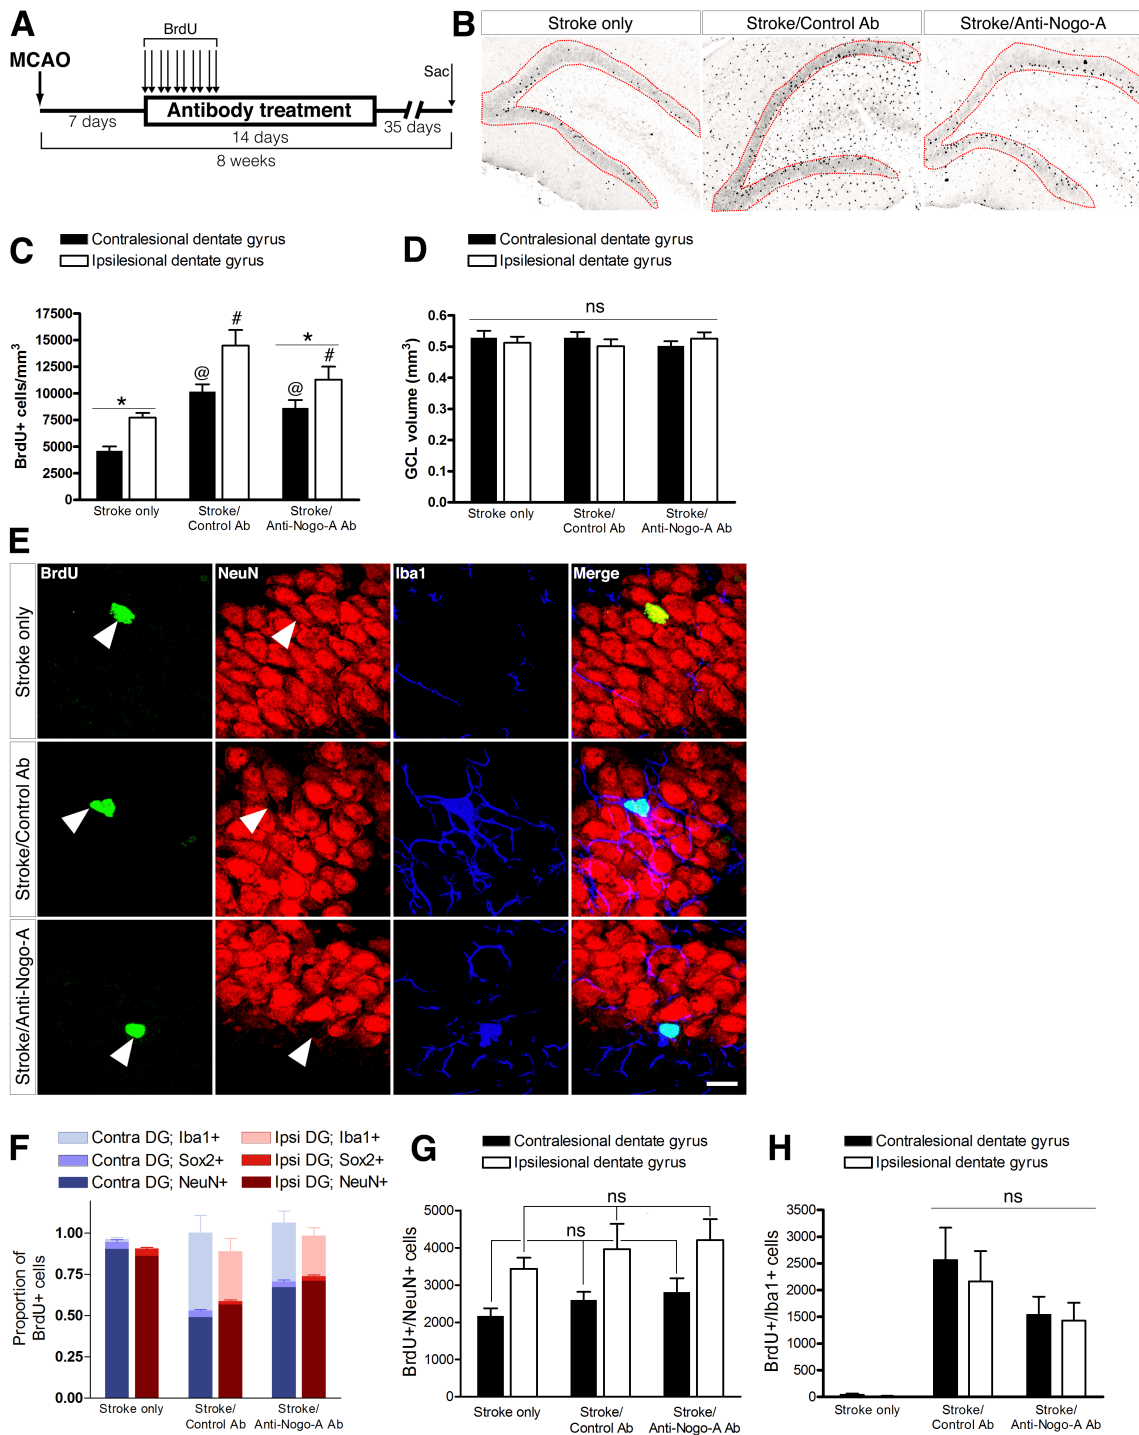 A
BrdU
MCAO
Sac
Antibody treatment
7 days
14 days
35 days
8 weeks
B
Stroke only
Stroke/Control Ab
Stroke/Anti-Nogo-A
C
Contralesional dentate gyrus
Ipsilesional dentate gyrus
BrdU+ cells/mm³
17500
15000
12500
10000
7500
5000
2500
0
*
@
#
@
*
#
Stroke only
Stroke/
Control Ab
Stroke/
Anti-Nogo-A Ab
D
Contralesional dentate gyrus
Ipsilesional dentate gyrus
GCL volume (mm³)
0.6
0.5
0.4
0.3
0.2
0.1
0.0
ns
Stroke only
Stroke/
Control Ab
Stroke/
Anti-Nogo-A Ab
E
BrdU
NeuN
Iba1
Merge
Stroke only
Stroke/Control Ab
Stroke/Anti-Nogo-A
F
Contra DG; Iba1+
Contra DG; Sox2+
Contra DG; NeuN+
Ipsi DG; Iba1+
Ipsi DG; Sox2+
Ipsi DG; NeuN+
Proportion of
BrdU+ cells
1.00
0.75
0.50
0.25
0.00
Stroke only
Stroke/
Control Ab
Stroke/
Anti-Nogo-A Ab
G
Contralesional dentate gyrus
Ipsilesional dentate gyrus
BrdU+/NeuN+ cells
5000
4000
3000
2000
1000
0
ns
ns
Stroke only
Stroke/
Control Ab
Stroke/
Anti-Nogo-A Ab
H
Contralesional dentate gyrus
Ipsilesional dentate gyrus
BrdU+/Iba1+ cells
3500
3000
2500
2000
1500
1000
500
0
ns
Stroke only
Stroke/
Control Ab
Stroke/
Anti-Nogo-A Ab